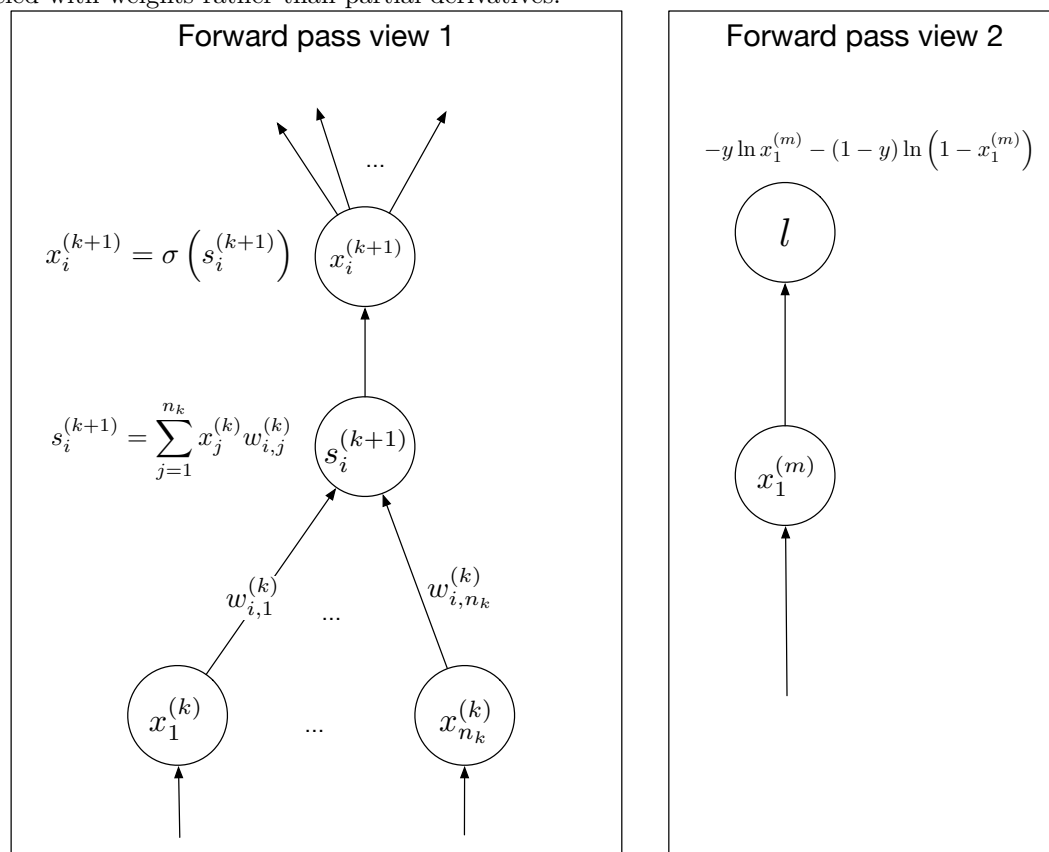 eled with weights rather than partial derivatives.
Forward pass view 1
...
x_i^{(k+1)} = σ(s_i^{(k+1)})
x_i^{(k+1)}
s_i^{(k+1)} = \sum_{j=1}^{n_k} x_j^{(k)} w_{i,j}^{(k)}
s_i^{(k+1)}
w_{i,1}^{(k)}
...
w_{i,n_k}^{(k)}
x_1^{(k)}
...
x_{n_k}^{(k)}
Forward pass view 2
-y ln x_1^{(m)} - (1 - y) ln(1 - x_1^{(m)})
l
x_1^{(m)}